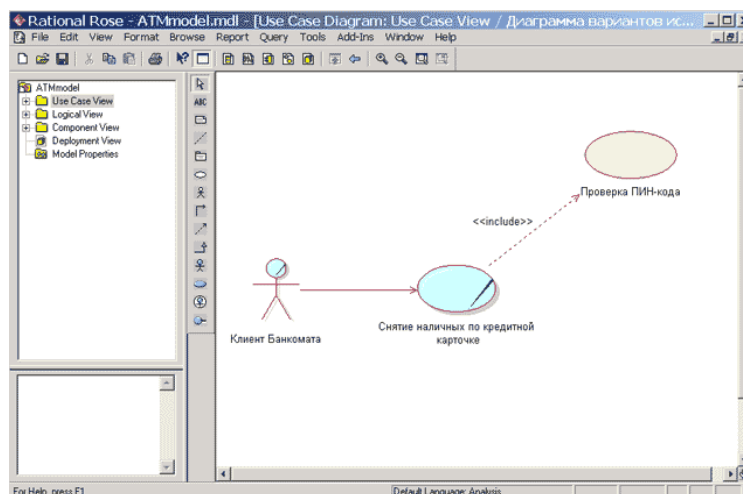 Rational Rose - ATMmodel.mdl - [Use Case Diagram: Use Case View / Диаграмма вариантов ис...
File Edit View Format Browse Report Query Tools Add-Ins Window Help
ATMmodel
Use Case View
Logical View
Component View
Deployment View
Model Properties
ABC
Проверка ПИН-кода
<<include>>
Снятие наличных по кредитной
карточке
Клиент Банкомата
For Help, press F1
Default Language: Analysis